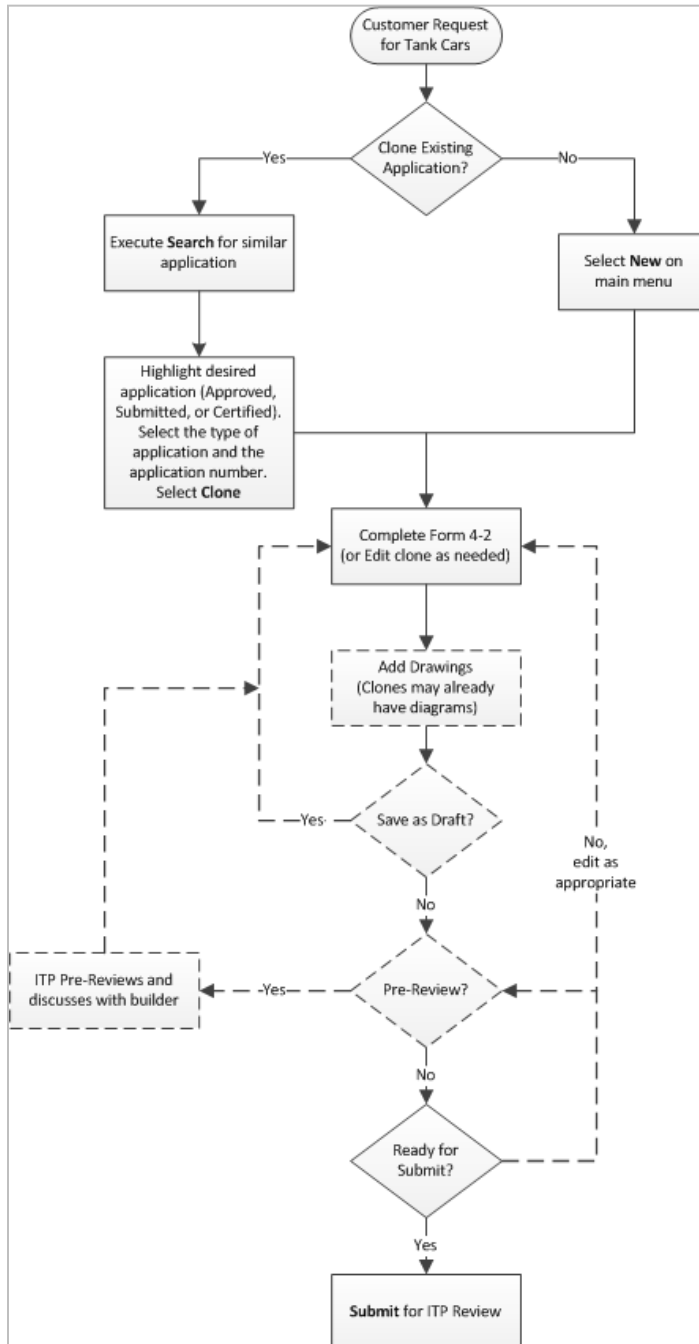 Customer Request
for Tank Cars
Clone Existing
Application?
Yes
No
Execute Search for similar
application
Select New on
main menu
Highlight desired
application (Approved,
Submitted, or Certified).
Select the type of
application and the
application number.
Select Clone
Complete Form 4-2
(or Edit clone as needed)
Add Drawings
(Clones may already
have diagrams)
Save as Draft?
Yes
No
No,
edit as
appropriate
ITP Pre-Reviews and
discusses with builder
Yes
Pre-Review?
No
Ready for
Submit?
Yes
Submit for ITP Review